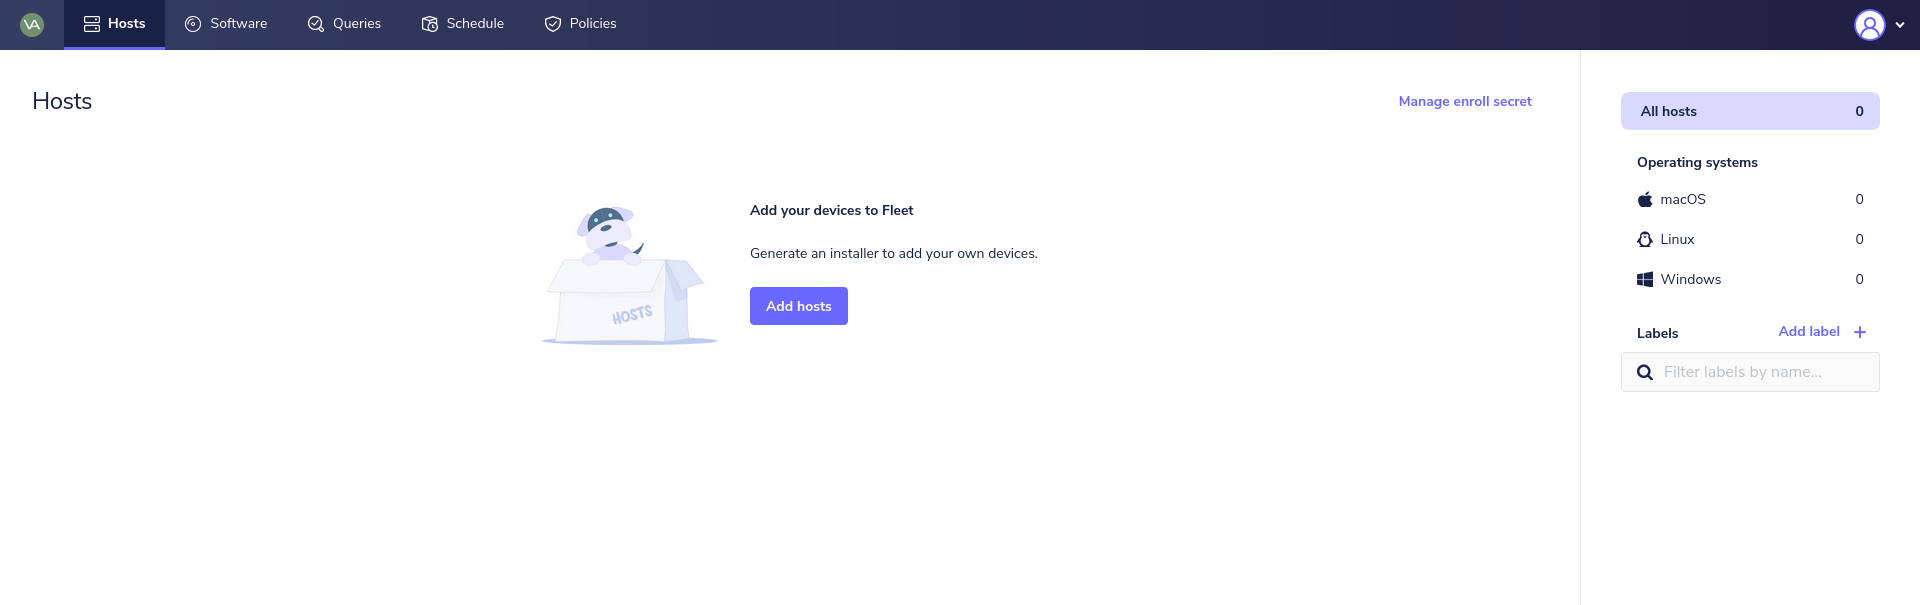 VA
Hosts
Software
Queries
Schedule
Policies
Hosts
Manage enroll secret
Add your devices to Fleet
Generate an installer to add your own devices.
Add hosts
HOSTS
All hosts 0
Operating systems
macOS 0
Linux 0
Windows 0
Labels Add label +
Filter labels by name...